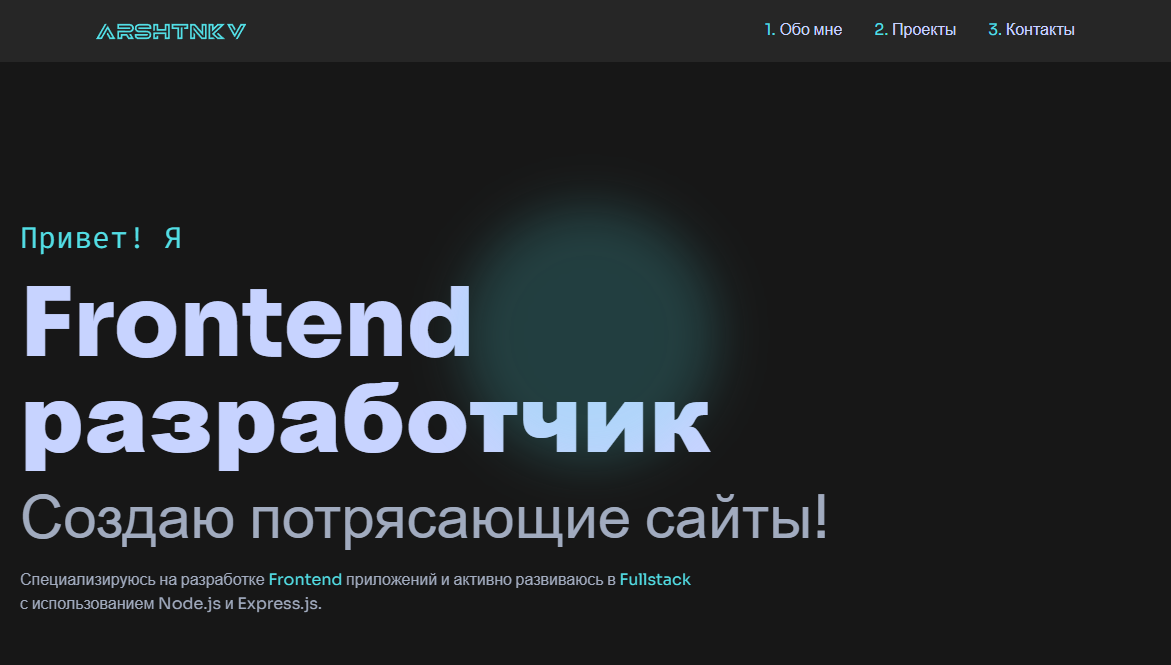 ARSHTNKV
1. Обо мне 2. Проекты 3. Контакты
Привет! Я
Frontend
разработчик
Создаю потрясающие сайты!
Специализируюсь на разработке Frontend приложений и активно развиваюсь в Fullstack
с использованием Node.js и Express.js.